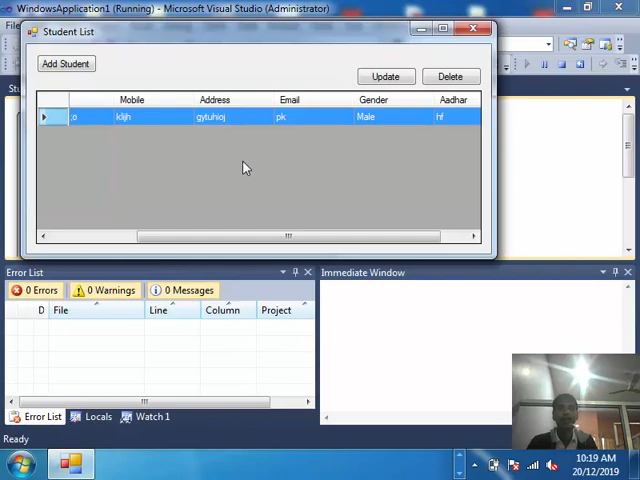 WindowsApplication1 (Running) - Microsoft Visual Studio (Administrator)
Student List
Add Student
Update
Delete
Mobile Address Email Gender Aadhar
;o klijh gytuhioj pk Male hf
Error List
Immediate Window
0 Errors 0 Warnings 0 Messages
D File Line Column Project
Error List Locals Watch 1
Ready
10:19 AM
20/12/2019